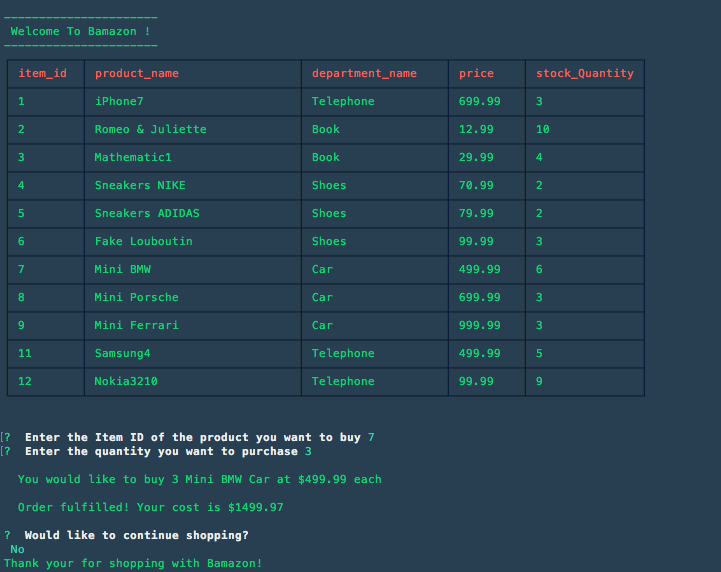 Welcome To Bamazon !
item_id product_name department_name price stock_Quantity
1 iPhone7 Telephone 699.99 3
2 Romeo & Juliette Book 12.99 10
3 Mathematic1 Book 29.99 4
4 Sneakers NIKE Shoes 70.99 2
5 Sneakers ADIDAS Shoes 79.99 2
6 Fake Louboutin Shoes 99.99 3
7 Mini BMW Car 499.99 6
8 Mini Porsche Car 699.99 3
9 Mini Ferrari Car 999.99 3
11 Samsung4 Telephone 499.99 5
12 Nokia3210 Telephone 99.99 9
[? Enter the Item ID of the product you want to buy 7
[? Enter the quantity you want to purchase 3
You would like to buy 3 Mini BMW Car at $499.99 each
Order fulfilled! Your cost is $1499.97
? Would like to continue shopping?
No
Thank your for shopping with Bamazon!